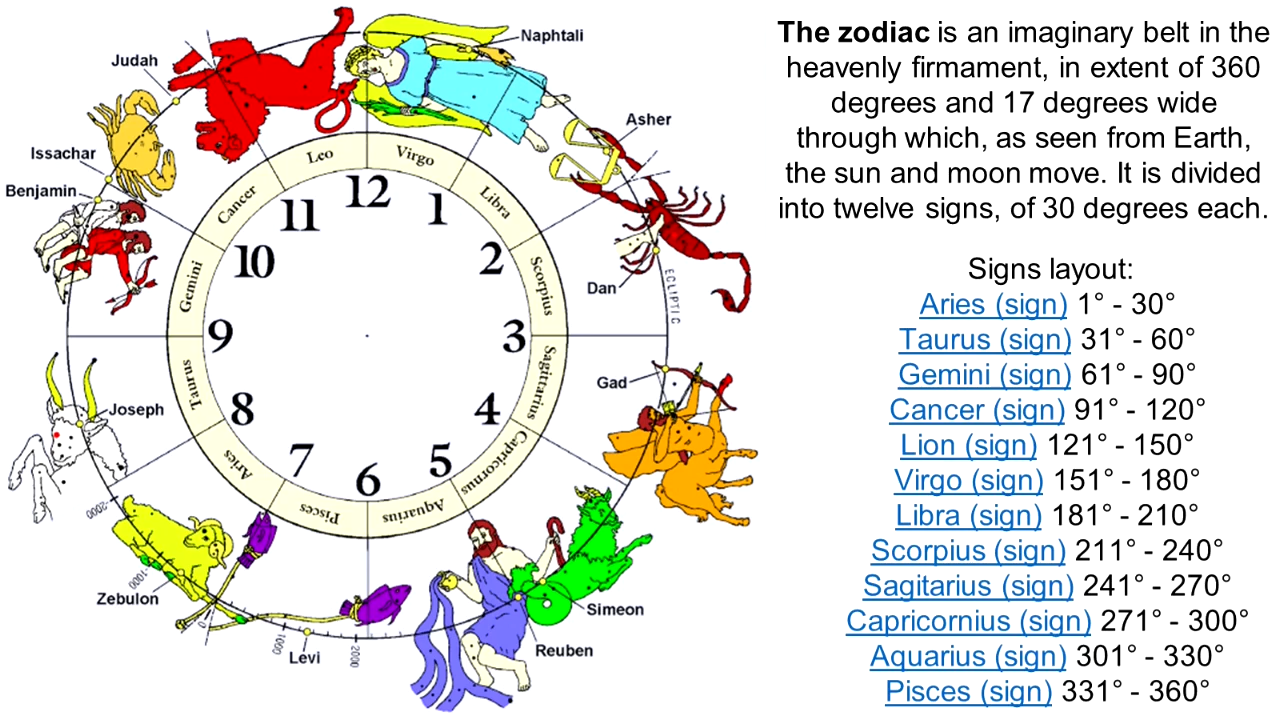 Naphtali
Judah
Asher
Issachar
Benjamin
Dan
ECLIPTIC
Gad
Joseph
Simeon
Reuben
Levi
Zebulon
-2000
-1000
0
1000
2000
Leo
Virgo
Libra
Scorpius
Sagittarius
Capricornus
Aquarius
Pisces
Aries
Taurus
Gemini
Cancer
12
1
2
3
4
5
6
7
8
9
10
11
The zodiac is an imaginary belt in the
heavenly firmament, in extent of 360
degrees and 17 degrees wide
through which, as seen from Earth,
the sun and moon move. It is divided
into twelve signs, of 30 degrees each.
Signs layout:
Aries (sign) 1° - 30°
Taurus (sign) 31° - 60°
Gemini (sign) 61° - 90°
Cancer (sign) 91° - 120°
Lion (sign) 121° - 150°
Virgo (sign) 151° - 180°
Libra (sign) 181° - 210°
Scorpius (sign) 211° - 240°
Sagitarius (sign) 241° - 270°
Capricornius (sign) 271° - 300°
Aquarius (sign) 301° - 330°
Pisces (sign) 331° - 360°